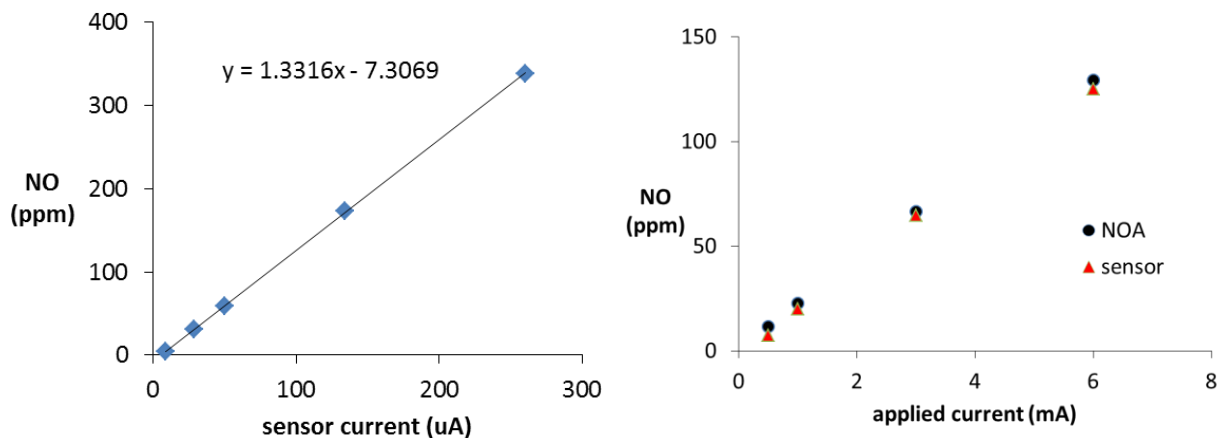 400
y = 1.3316x - 7.3069
300
NO
(ppm)
200
100
0
0 100 200 300
sensor current (uA)
150
100
NO
(ppm)
NOA
50
sensor
0
0 2 4 6 8
applied current (mA)